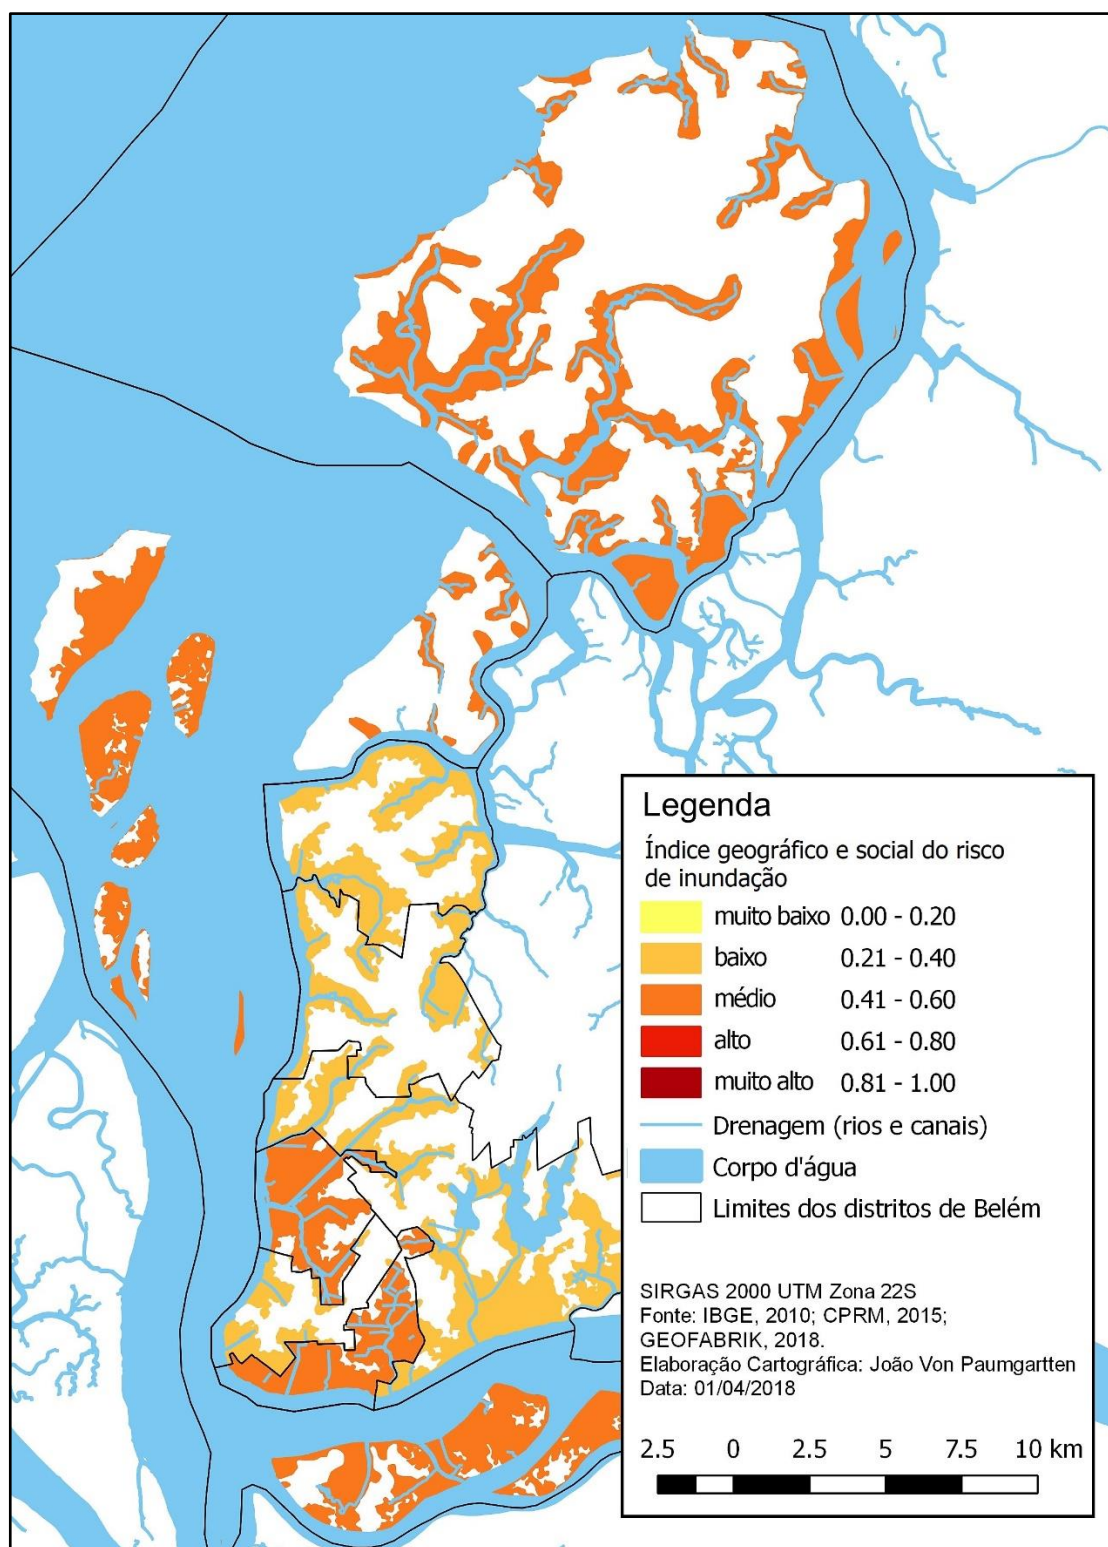 Legenda
Índice geográfico e social do risco
de inundação
muito baixo 0.00 - 0.20
baixo 0.21 - 0.40
médio 0.41 - 0.60
alto 0.61 - 0.80
muito alto 0.81 - 1.00
Drenagem (rios e canais)
Corpo d'água
Limites dos distritos de Belém
SIRGAS 2000 UTM Zona 22S
Fonte: IBGE, 2010; CPRM, 2015;
GEOFABRIK, 2018.
Elaboração Cartográfica: João Von Paumgartten
Data: 01/04/2018
2.5 0 2.5 5 7.5 10 km